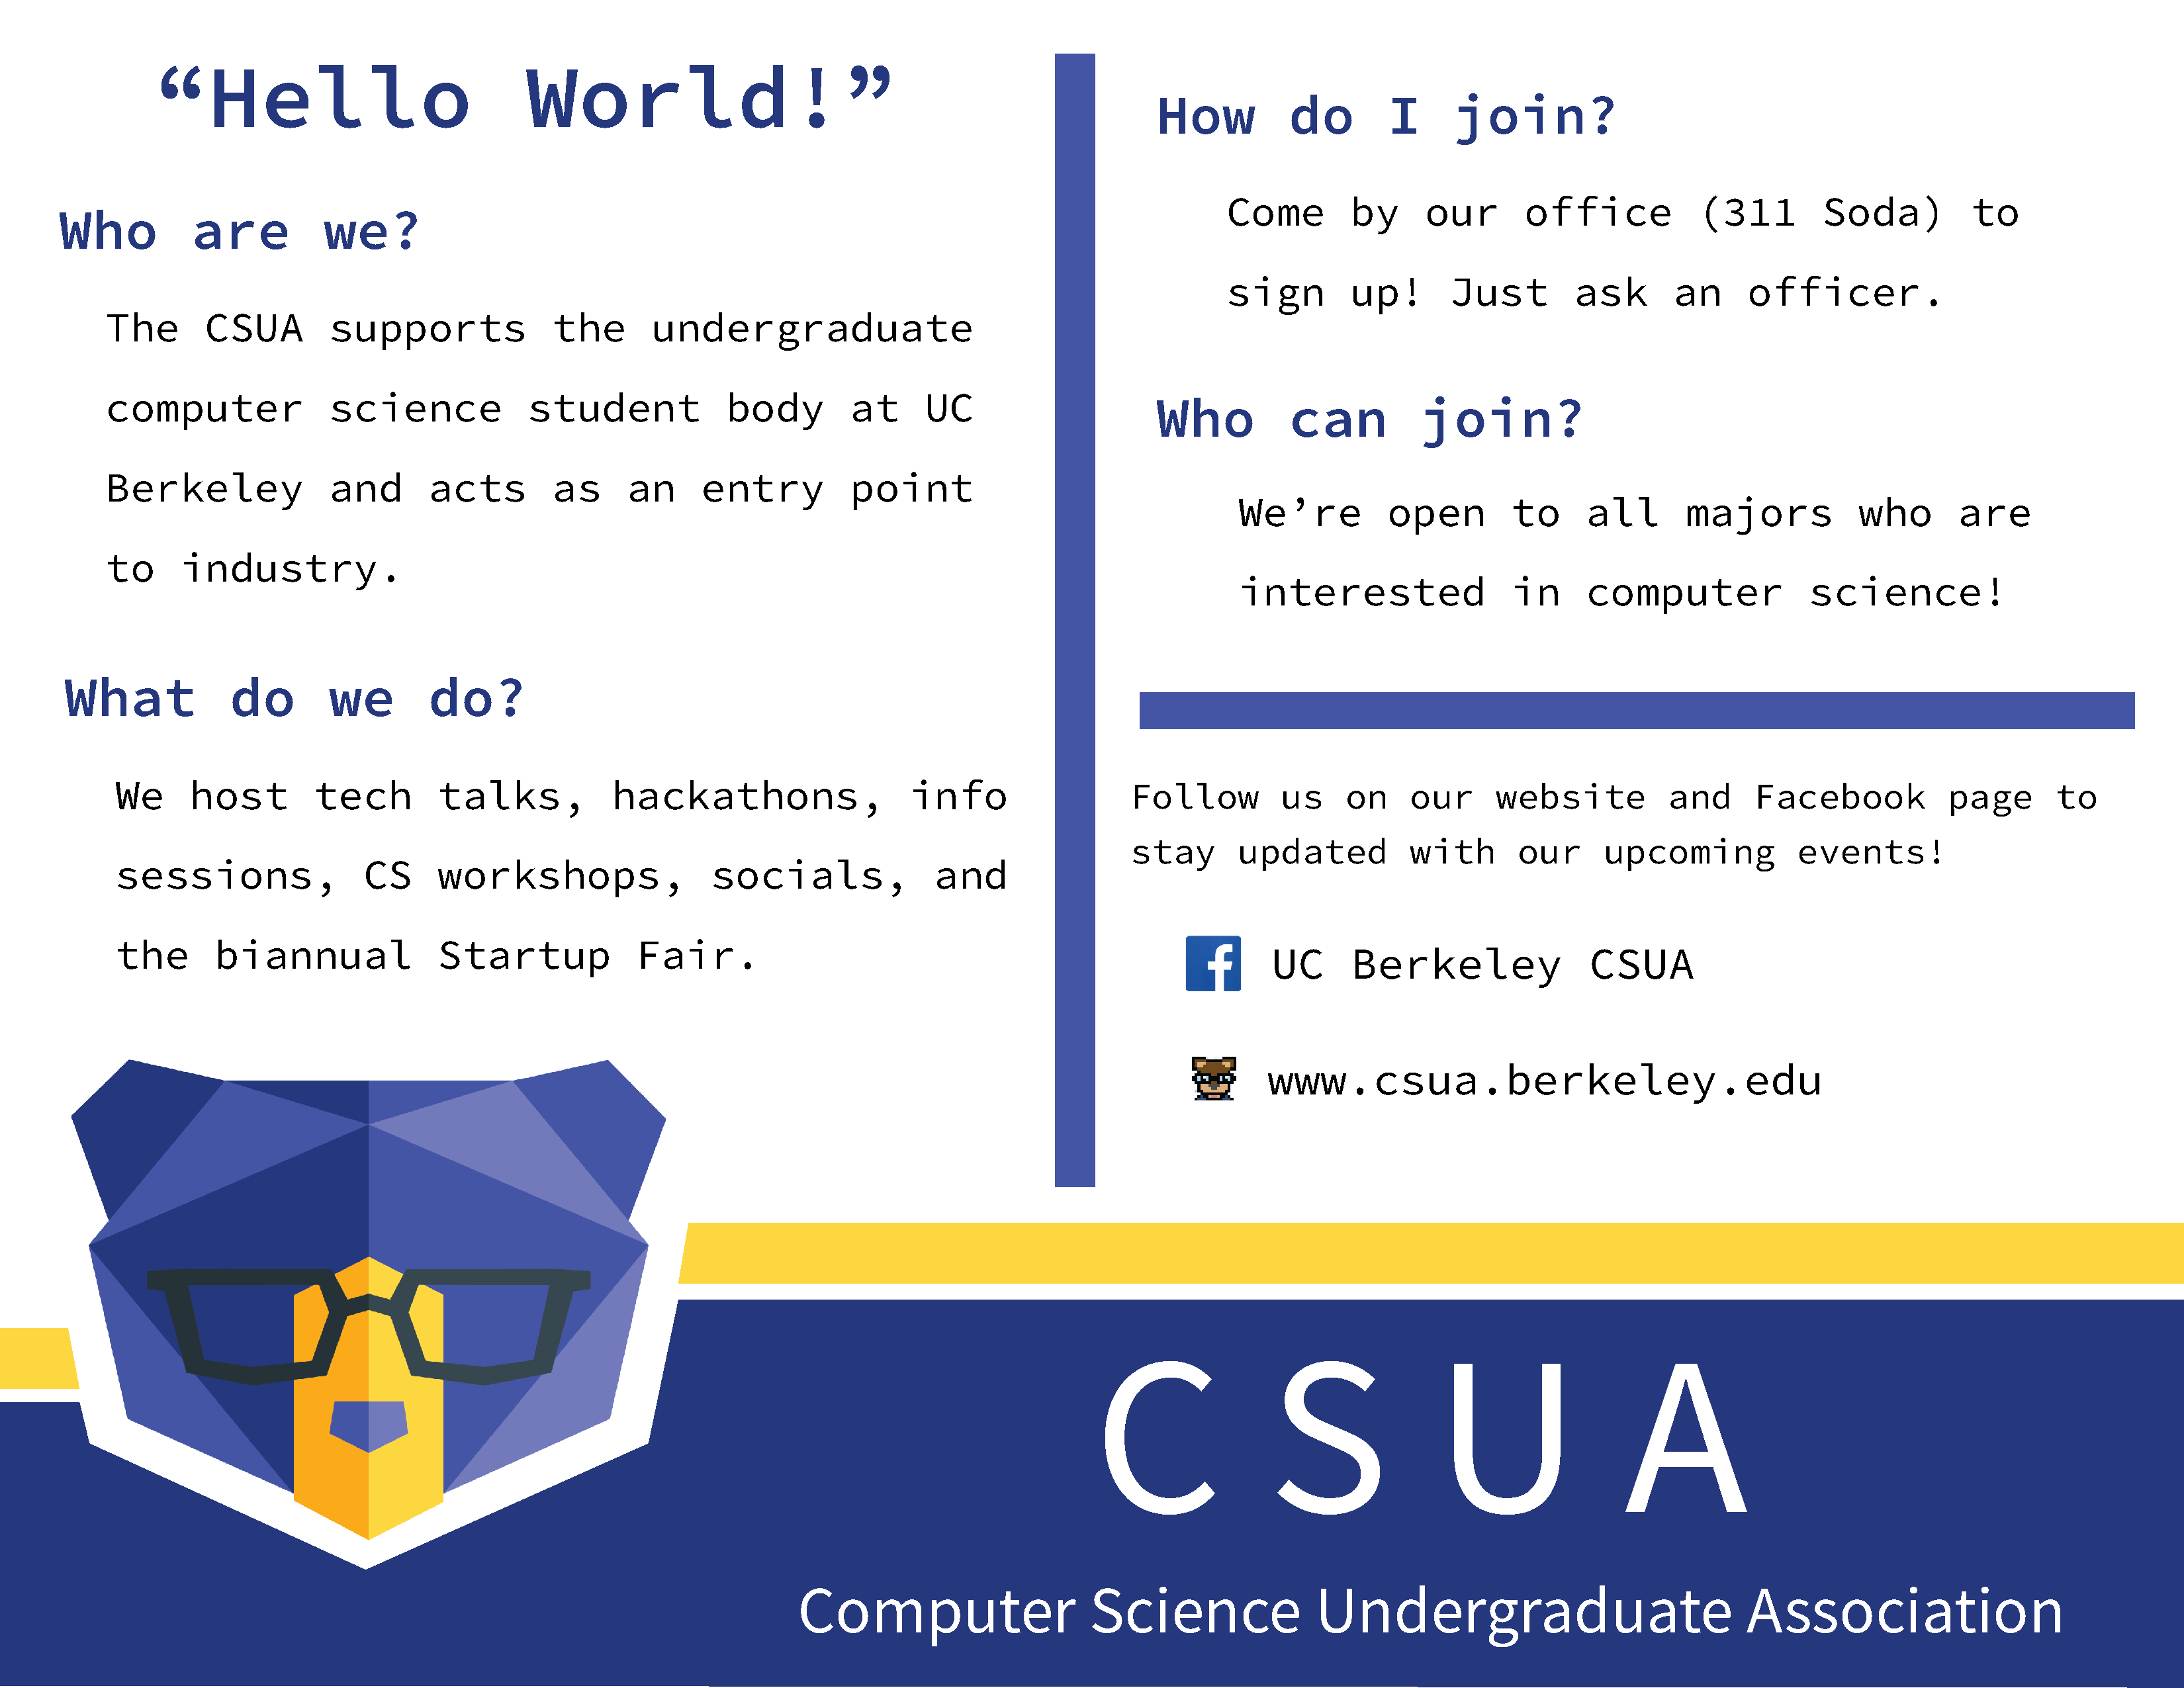 “Hello World!”
Who are we?
The CSUA supports the undergraduate
computer science student body at UC
Berkeley and acts as an entry point
to industry.
What do we do?
We host tech talks, hackathons, info
sessions, CS workshops, socials, and
the biannual Startup Fair.
How do I join?
Come by our office (311 Soda) to
sign up! Just ask an officer.
Who can join?
We’re open to all majors who are
interested in computer science!
Follow us on our website and Facebook page to
stay updated with our upcoming events!
f UC Berkeley CSUA
www.csua.berkeley.edu
CSUA
Computer Science Undergraduate Association